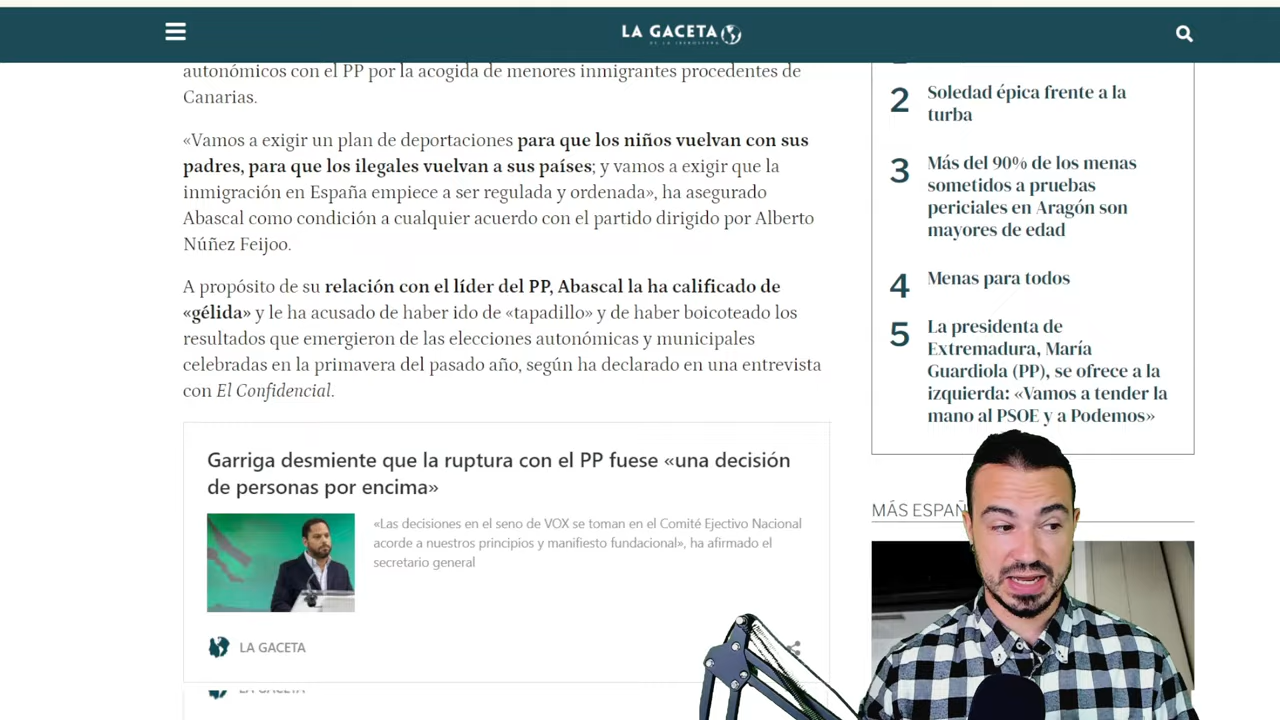 LA GACETA
DE LA IBEROSFERA
autonómicos con el PP por la acogida de menores inmigrantes procedentes de
Canarias.
«Vamos a exigir un plan de deportaciones para que los niños vuelvan con sus
padres, para que los ilegales vuelvan a sus países; y vamos a exigir que la
inmigración en España empiece a ser regulada y ordenada», ha asegurado
Abascal como condición a cualquier acuerdo con el partido dirigido por Alberto
Núñez Feijoo.
A propósito de su relación con el líder del PP, Abascal la ha calificado de
«gélida» y le ha acusado de haber ido de «tapadillo» y de haber boicoteado los
resultados que emergieron de las elecciones autonómicas y municipales
celebradas en la primavera del pasado año, según ha declarado en una entrevista
con El Confidencial.
Garriga desmiente que la ruptura con el PP fuese «una decisión
de personas por encima»
«Las decisiones en el seno de VOX se toman en el Comité Ejectivo Nacional
acorde a nuestros principios y manifiesto fundacional», ha afirmado el
secretario general
LA GACETA
LA GACETA
2 Soledad épica frente a la
turba
3 Más del 90% de los menas
sometidos a pruebas
periciales en Aragón son
mayores de edad
4 Menas para todos
5 La presidenta de
Extremadura, María
Guardiola (PP), se ofrece a la
izquierda: «Vamos a tender la
mano al PSOE y a Podemos»
MÁS ESPAÑ